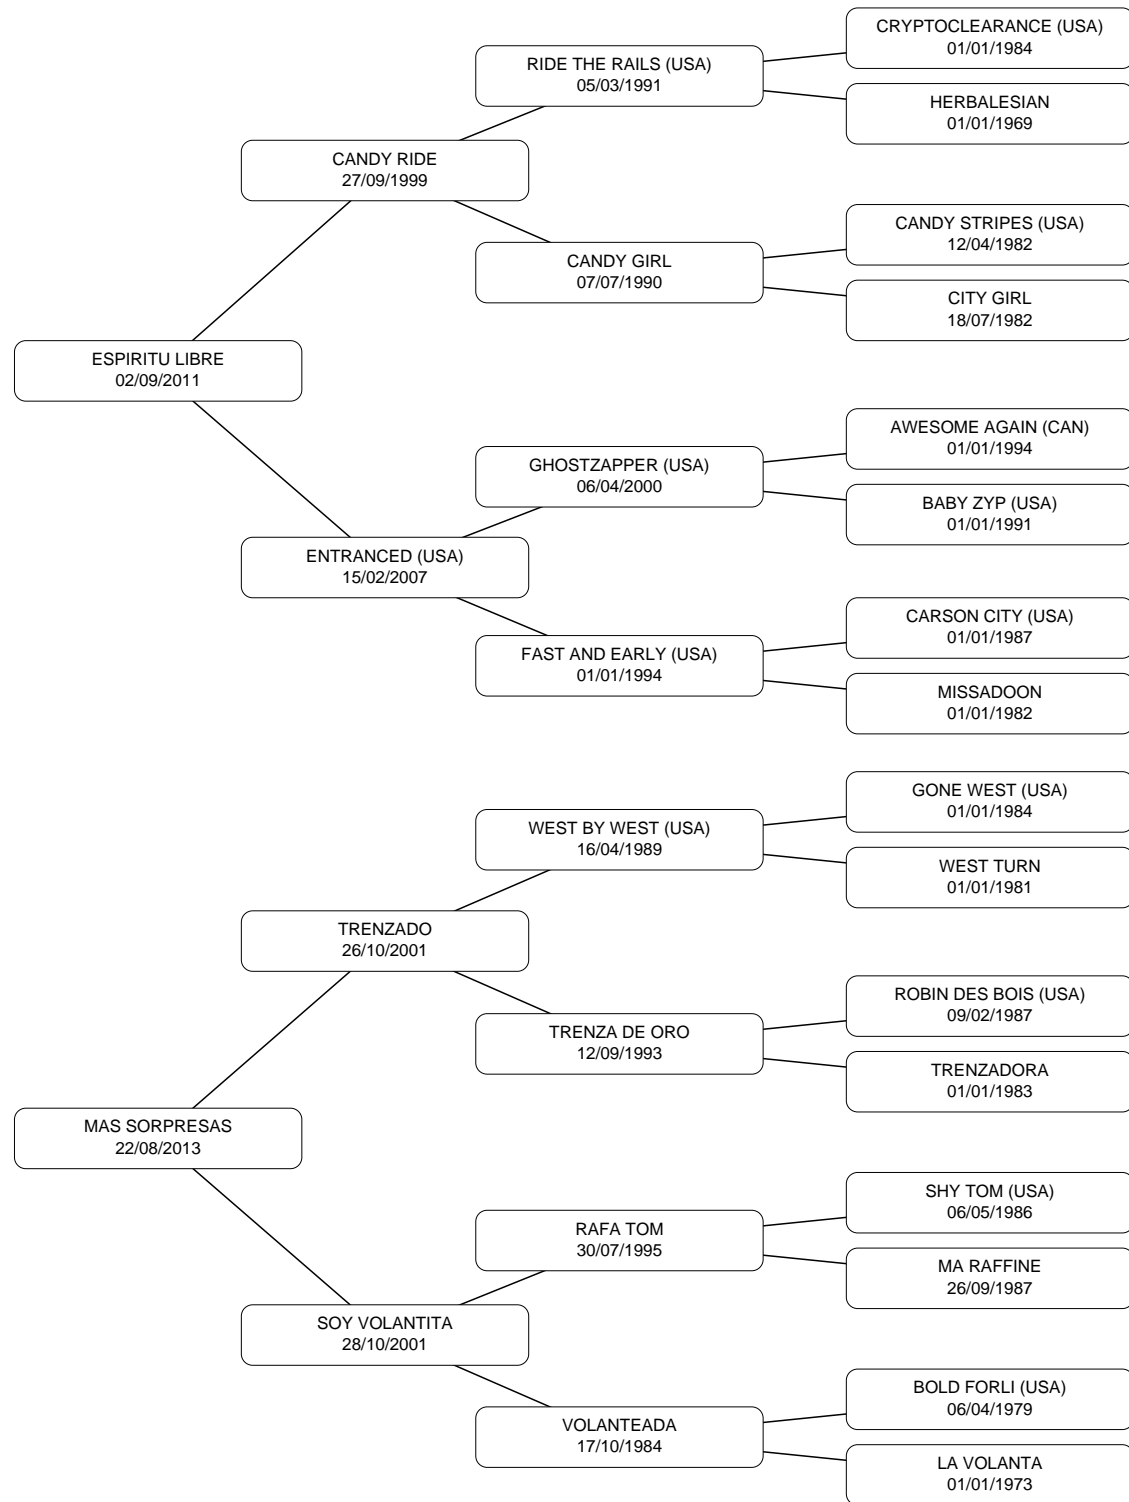 CRYPTOCLEARANCE (USA)
01/01/1984
RIDE THE RAILS (USA)
05/03/1991
HERBALESIAN
01/01/1969
CANDY RIDE
27/09/1999
CANDY STRIPES (USA)
12/04/1982
CANDY GIRL
07/07/1990
CITY GIRL
18/07/1982
ESPIRITU LIBRE
02/09/2011
AWESOME AGAIN (CAN)
01/01/1994
GHOSTZAPPER (USA)
06/04/2000
BABY ZYP (USA)
01/01/1991
ENTRANCED (USA)
15/02/2007
CARSON CITY (USA)
01/01/1987
FAST AND EARLY (USA)
01/01/1994
MISSADOON
01/01/1982
GONE WEST (USA)
01/01/1984
WEST BY WEST (USA)
16/04/1989
WEST TURN
01/01/1981
TRENZADO
26/10/2001
ROBIN DES BOIS (USA)
09/02/1987
TRENZA DE ORO
12/09/1993
TRENZADORA
01/01/1983
MAS SORPRESAS
22/08/2013
SHY TOM (USA)
06/05/1986
RAFA TOM
30/07/1995
MA RAFFINE
26/09/1987
SOY VOLANTITA
28/10/2001
BOLD FORLI (USA)
06/04/1979
VOLANTEADA
17/10/1984
LA VOLANTA
01/01/1973